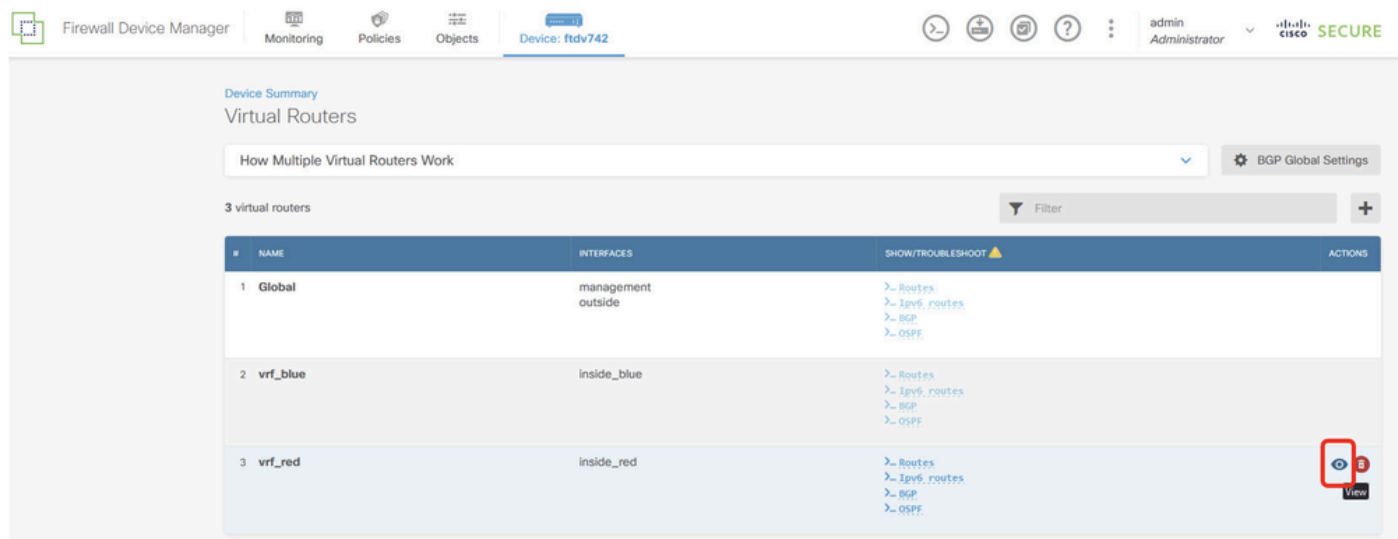 Firewall Device Manager
Monitoring
Policies
Objects
Device: ftdv742
admin
Administrator
CISCO SECURE
Device Summary
Virtual Routers
How Multiple Virtual Routers Work
BGP Global Settings
3 virtual routers
Filter
# NAME INTERFACES SHOW/TROUBLESHOOT ACTIONS
1 Global management
outside
>_ Routes
>_ Ipv6 routes
>_ BGP
>_ OSPF
2 vrf_blue inside_blue
>_ Routes
>_ Ipv6 routes
>_ BGP
>_ OSPF
3 vrf_red inside_red
>_ Routes
>_ Ipv6 routes
>_ BGP
>_ OSPF
View